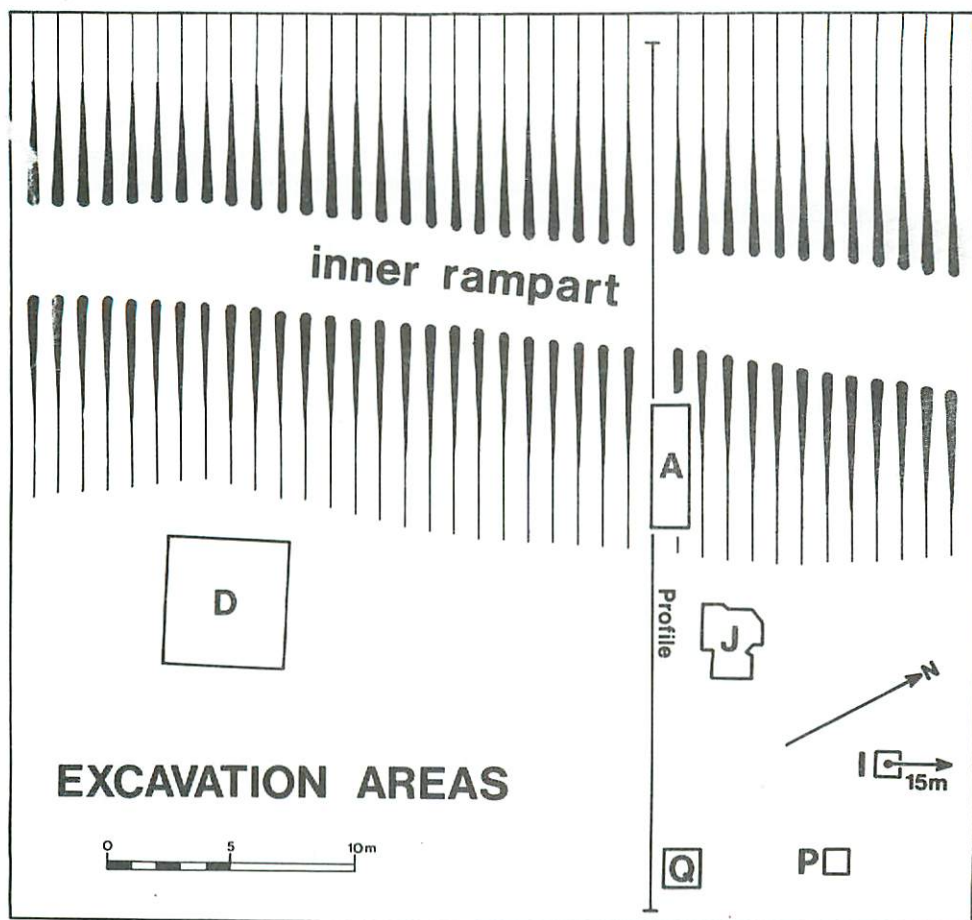 inner rampart
A
D
Profile
J
N
I
15m
EXCAVATION AREAS
0 5 10m
Q
P